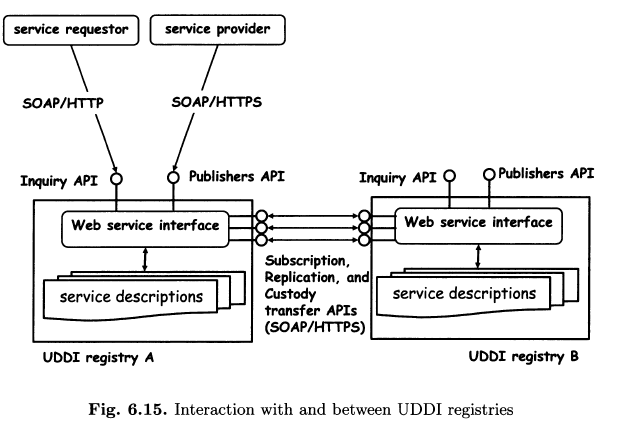 service requestor
service provider
SOAP/HTTP
SOAP/HTTPS
Inquiry API
Publishers API
Inquiry API
Publishers API
Web service interface
Web service interface
Subscription,
Replication, and
Custody
transfer APIs
(SOAP/HTTPS)
service descriptions
service descriptions
UDDI registry A
UDDI registry B
Fig. 6.15. Interaction with and between UDDI registries